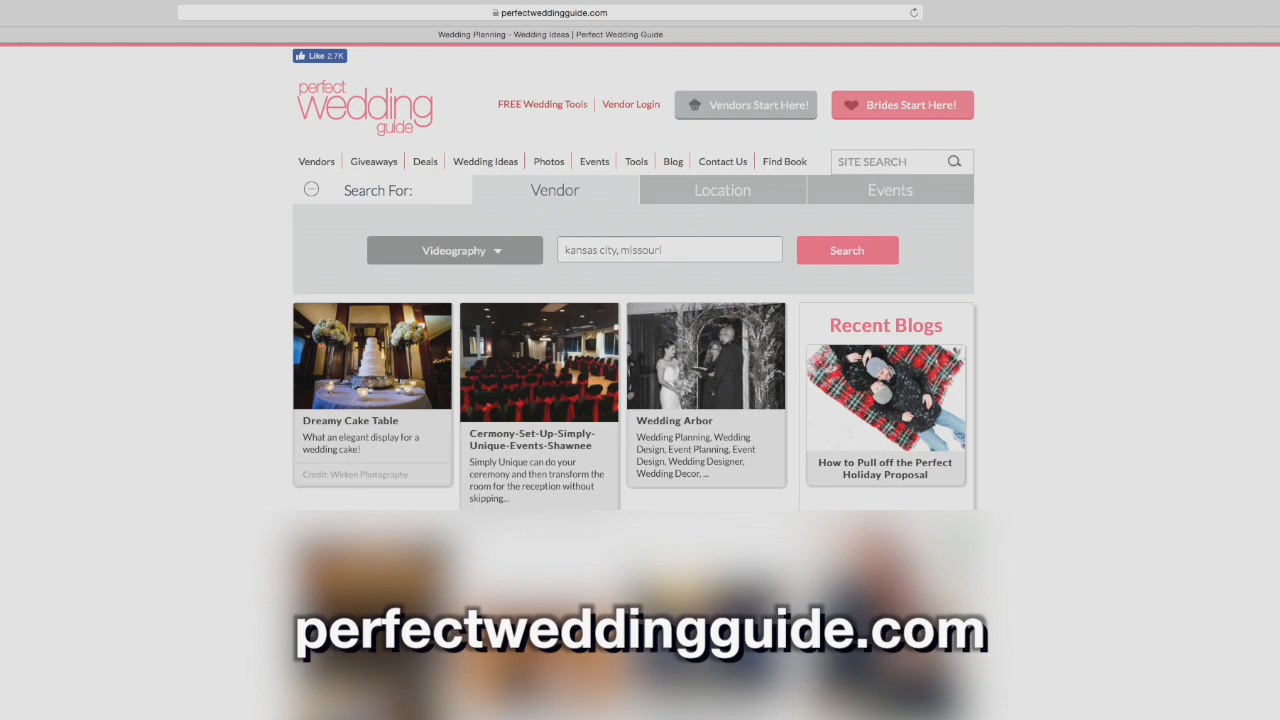 perfectweddingguide.com
Wedding Planning - Wedding Ideas | Perfect Wedding Guide
Like 2.7K
perfect
wedding
guide
FREE Wedding Tools
Vendor Login
Vendors Start Here!
Brides Start Here!
Vendors
Giveaways
Deals
Wedding Ideas
Photos
Events
Tools
Blog
Contact Us
Find Book
SITE SEARCH
Search For:
Vendor
Location
Events
Videography
kansas city, missouri
Search
Dreamy Cake Table
What an elegant display for a
wedding cake!
Credit: Wirken Photography
Cermony-Set-Up-Simply-
Unique-Events-Shawnee
Simply Unique can do your
ceremony and then transform the
room for the reception without
skipping...
Wedding Arbor
Wedding Planning, Wedding
Design, Event Planning, Event
Design, Wedding Designer,
Wedding Decor, ...
Recent Blogs
How to Pull off the Perfect
Holiday Proposal
perfectweddingguide.com